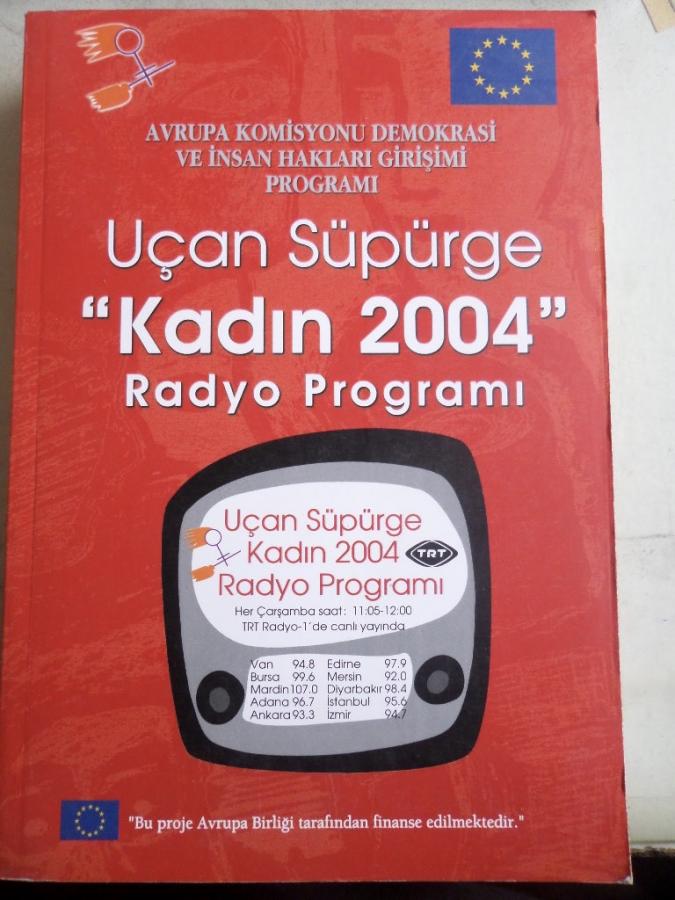 AVRUPA KOMİSYONU DEMOKRASİ
VE İNSAN HAKLARI GİRİŞİMİ
PROGRAMI
Uçan Süpürge
“Kadın 2004”
Radyo Programı
Uçan Süpürge
Kadın 2004 TRT
Radyo Programı
Her Çarşamba saat: 11:05-12:00
TRT Radyo-1'de canlı yayında
Van 94.8 Edirne 97.9
Bursa 99.6 Mersin 92.0
Mardin 107.0 Diyarbakır 98.4
Adana 96.7 İstanbul 95.6
Ankara 93.3 İzmir 94.7
"Bu proje Avrupa Birliği tarafından finanse edilmektedir."